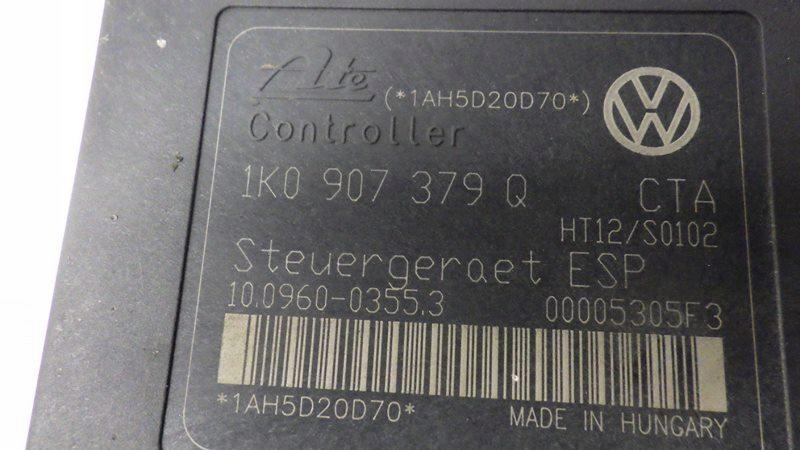 Ate
(*1AH5D20D70*)
Controller
1K0 907 379 Q CTA
HT12/S0102
Steuergeraet ESP
10.0960-0355.3 00005305F3
*1AH5D20D70* MADE IN HUNGARY